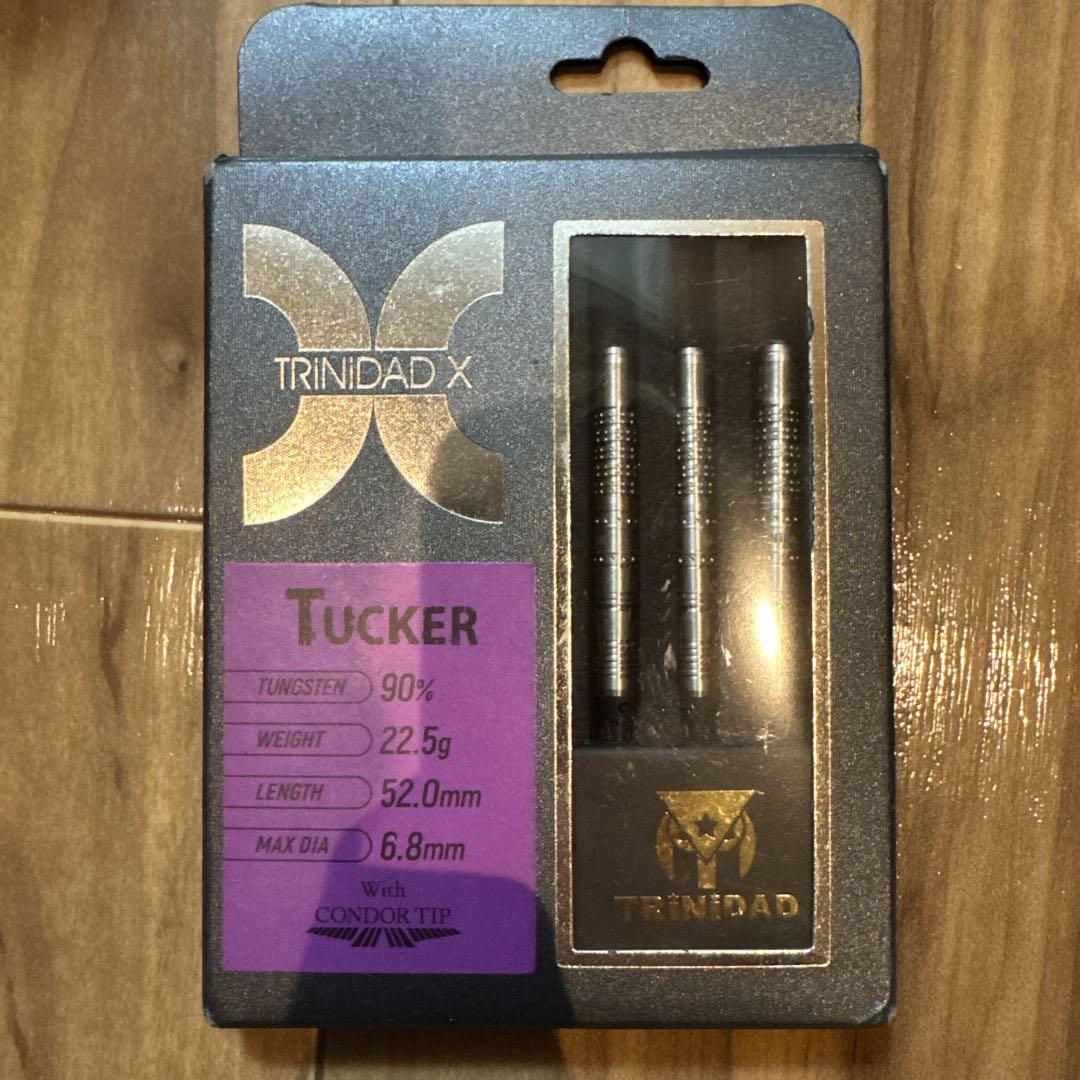 TRiNiDAD X
TUCKER
TUNGSTEN 90%
WEIGHT 22.5g
LENGTH 52.0mm
MAX DIA 6.8mm
With
CONDOR TIP
TRiNiDAD